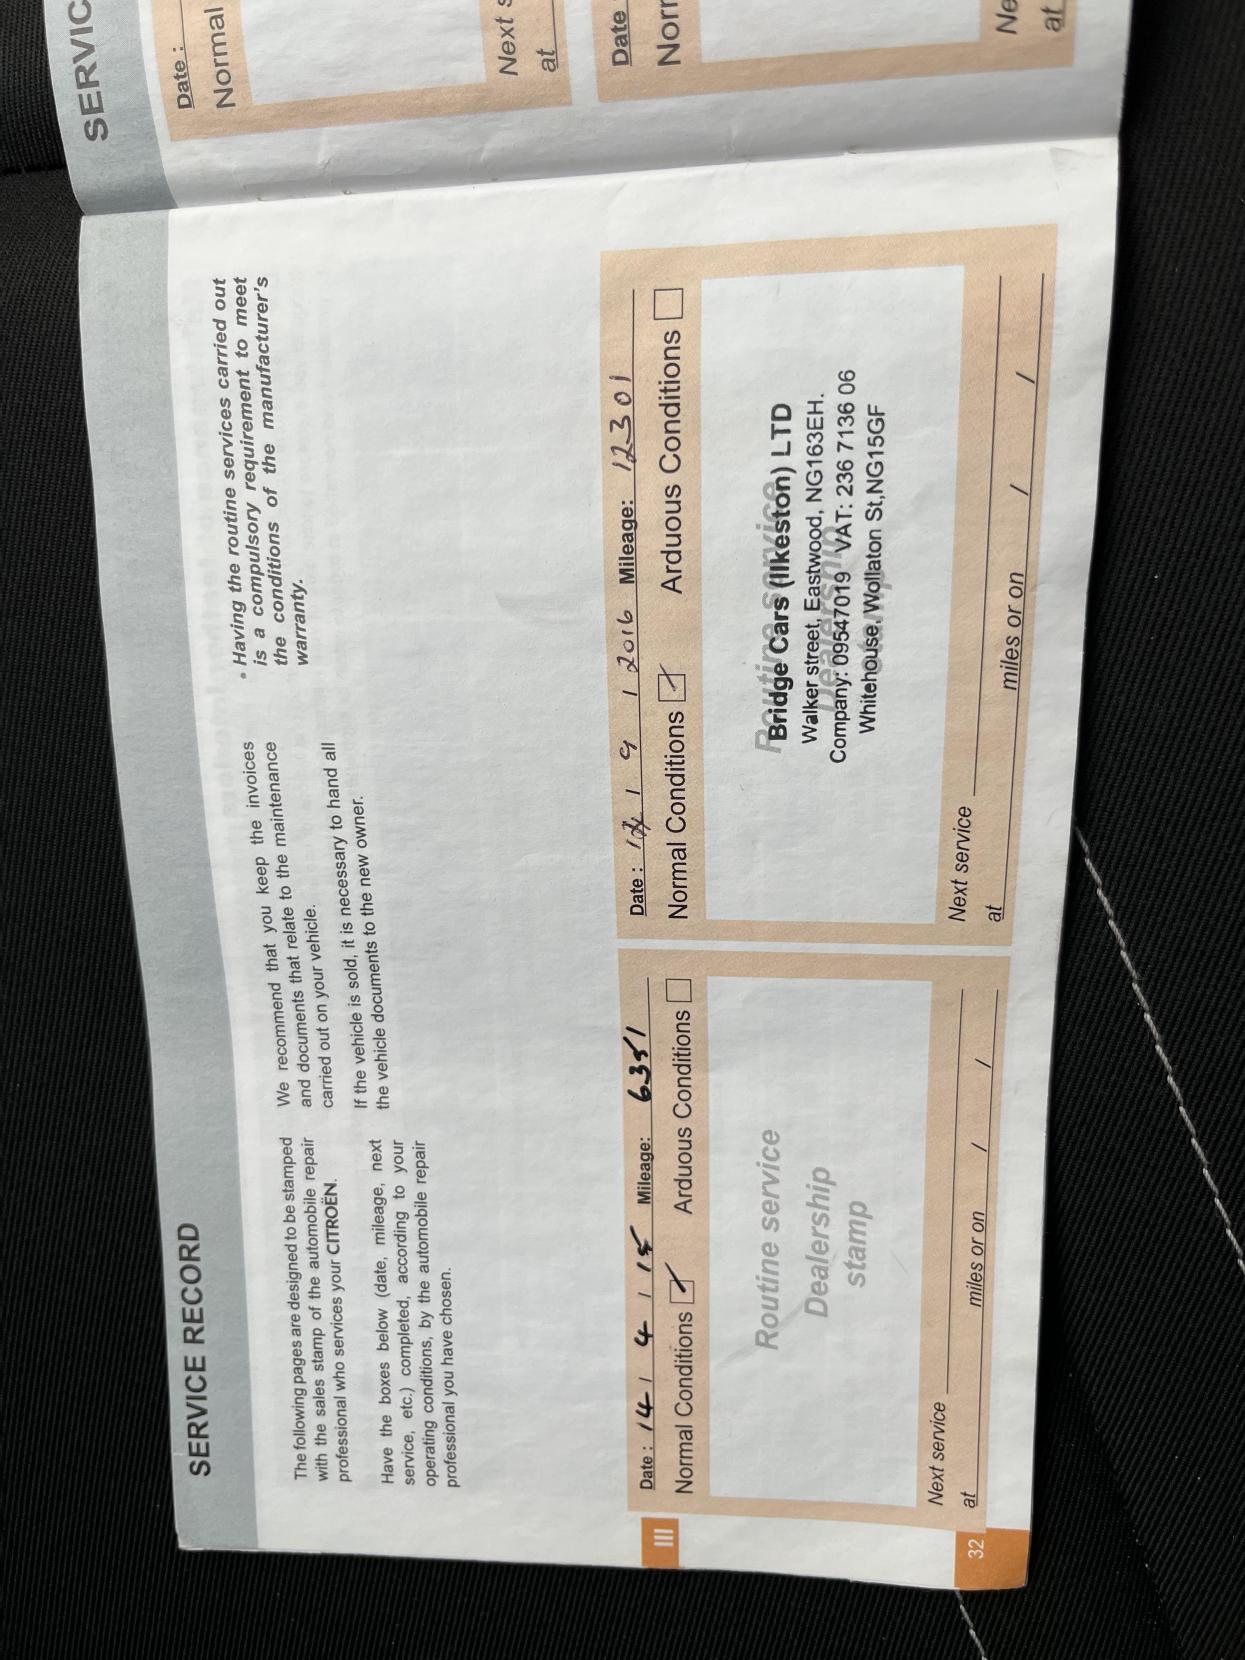 SERVICE RECORD
The following pages are designed to be stamped
with the sales stamp of the automobile repair
professional who services your CITROËN.
Have the boxes below (date, mileage, next
service, etc.) completed, according to your
operating conditions, by the automobile repair
professional you have chosen.
We recommend that you keep the invoices
and documents that relate to the maintenance
carried out on your vehicle.
If the vehicle is sold, it is necessary to hand all
the vehicle documents to the new owner.
* Having the routine services carried out
is a compulsory requirement to meet
the conditions of the manufacturer's
warranty.
III
Date : 14 / 4 / 15 Mileage: 6351
Normal Conditions Arduous Conditions
Routine service
Dealership
stamp
Next service
at miles or on / /
Date : / 9 / 2016 Mileage: 12301
Normal Conditions Arduous Conditions
Routine service
Dealership
Bridge Cars (Ilkeston) LTD
Walker street, Eastwood, NG163EH.
Company: 09547019 VAT: 236 7136 06
Whitehouse, Wollaton St,NG15GF
Next service
at miles or on / /
32
SERVIC
Date :
Normal
Next s
at
Date
Nor
Ne
at